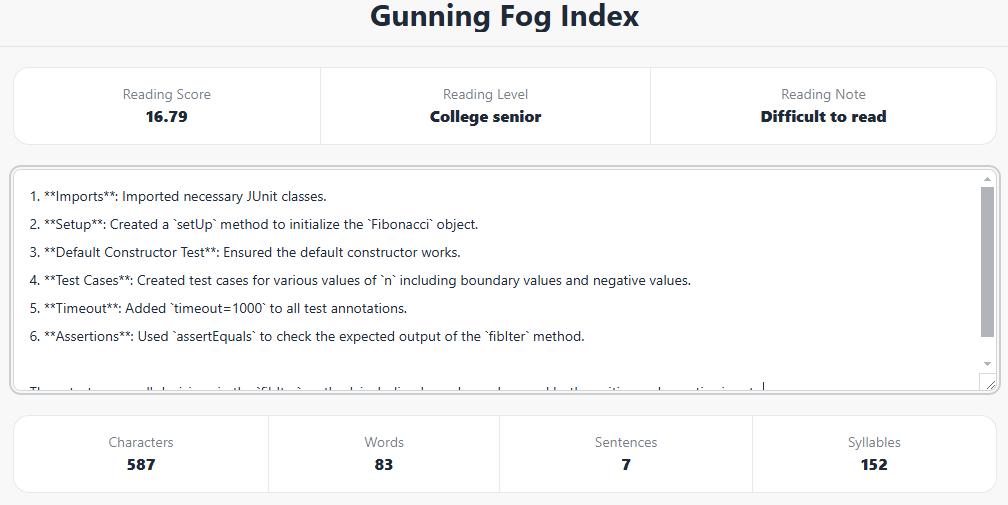 Gunning Fog Index
Reading Score
16.79
Reading Level
College senior
Reading Note
Difficult to read
1. **Imports**: Imported necessary JUnit classes.
2. **Setup**: Created a `setUp` method to initialize the `Fibonacci` object.
3. **Default Constructor Test**: Ensured the default constructor works.
4. **Test Cases**: Created test cases for various values of `n` including boundary values and negative values.
5. **Timeout**: Added `timeout=1000` to all test annotations.
6. **Assertions**: Used `assertEquals` to check the expected output of the `fibIter` method.
Characters
587
Words
83
Sentences
7
Syllables
152